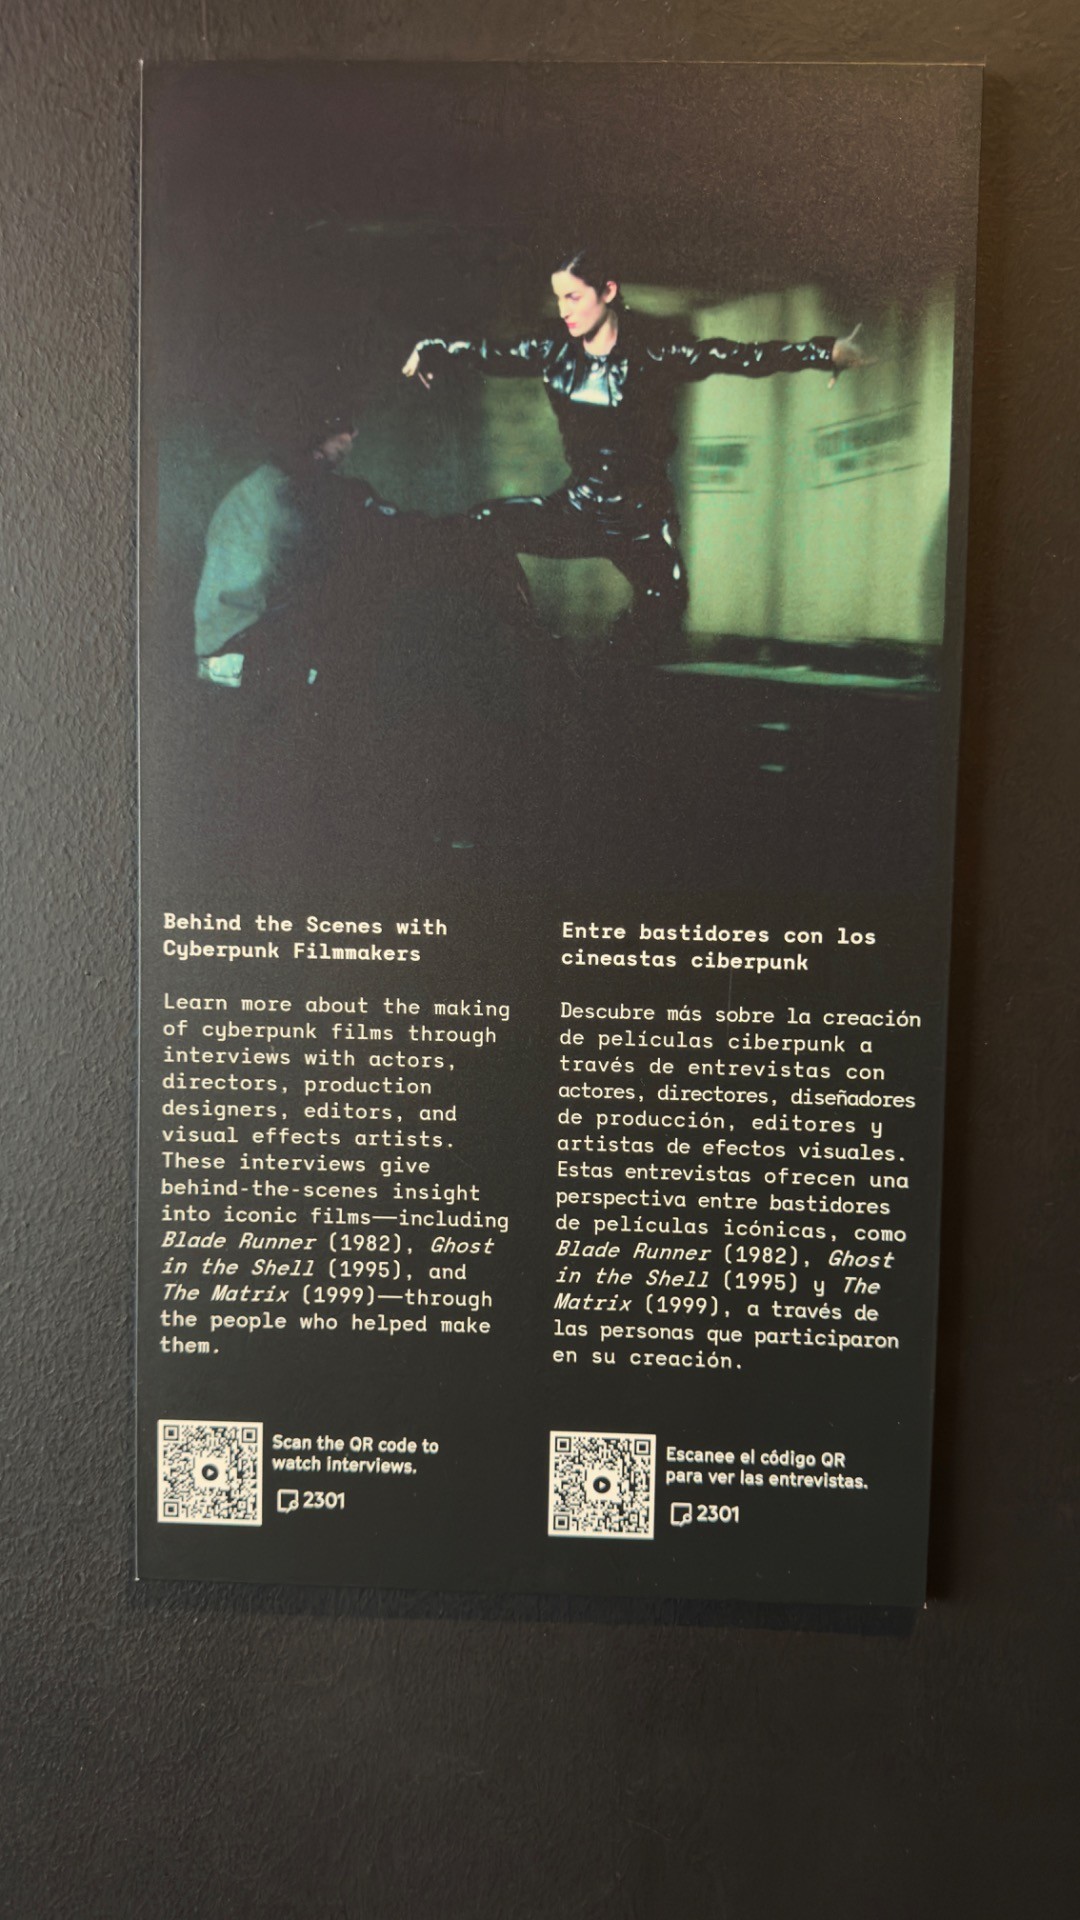 Behind the Scenes with
Cyberpunk Filmmakers
Learn more about the making
of cyberpunk films through
interviews with actors,
directors, production
designers, editors, and
visual effects artists.
These interviews give
behind-the-scenes insight
into iconic films—including
Blade Runner (1982), Ghost
in the Shell (1995), and
The Matrix (1999)—through
the people who helped make
them.
Scan the QR code to
watch interviews.
2301
Entre bastidores con los
cineastas ciberpunk
Descubre más sobre la creación
de películas ciberpunk a
través de entrevistas con
actores, directores, diseñadores
de producción, editores y
artistas de efectos visuales.
Estas entrevistas ofrecen una
perspectiva entre bastidores
de películas icónicas, como
Blade Runner (1982), Ghost
in the Shell (1995) y The
Matrix (1999), a través de
las personas que participaron
en su creación.
Escanee el código QR
para ver las entrevistas.
2301